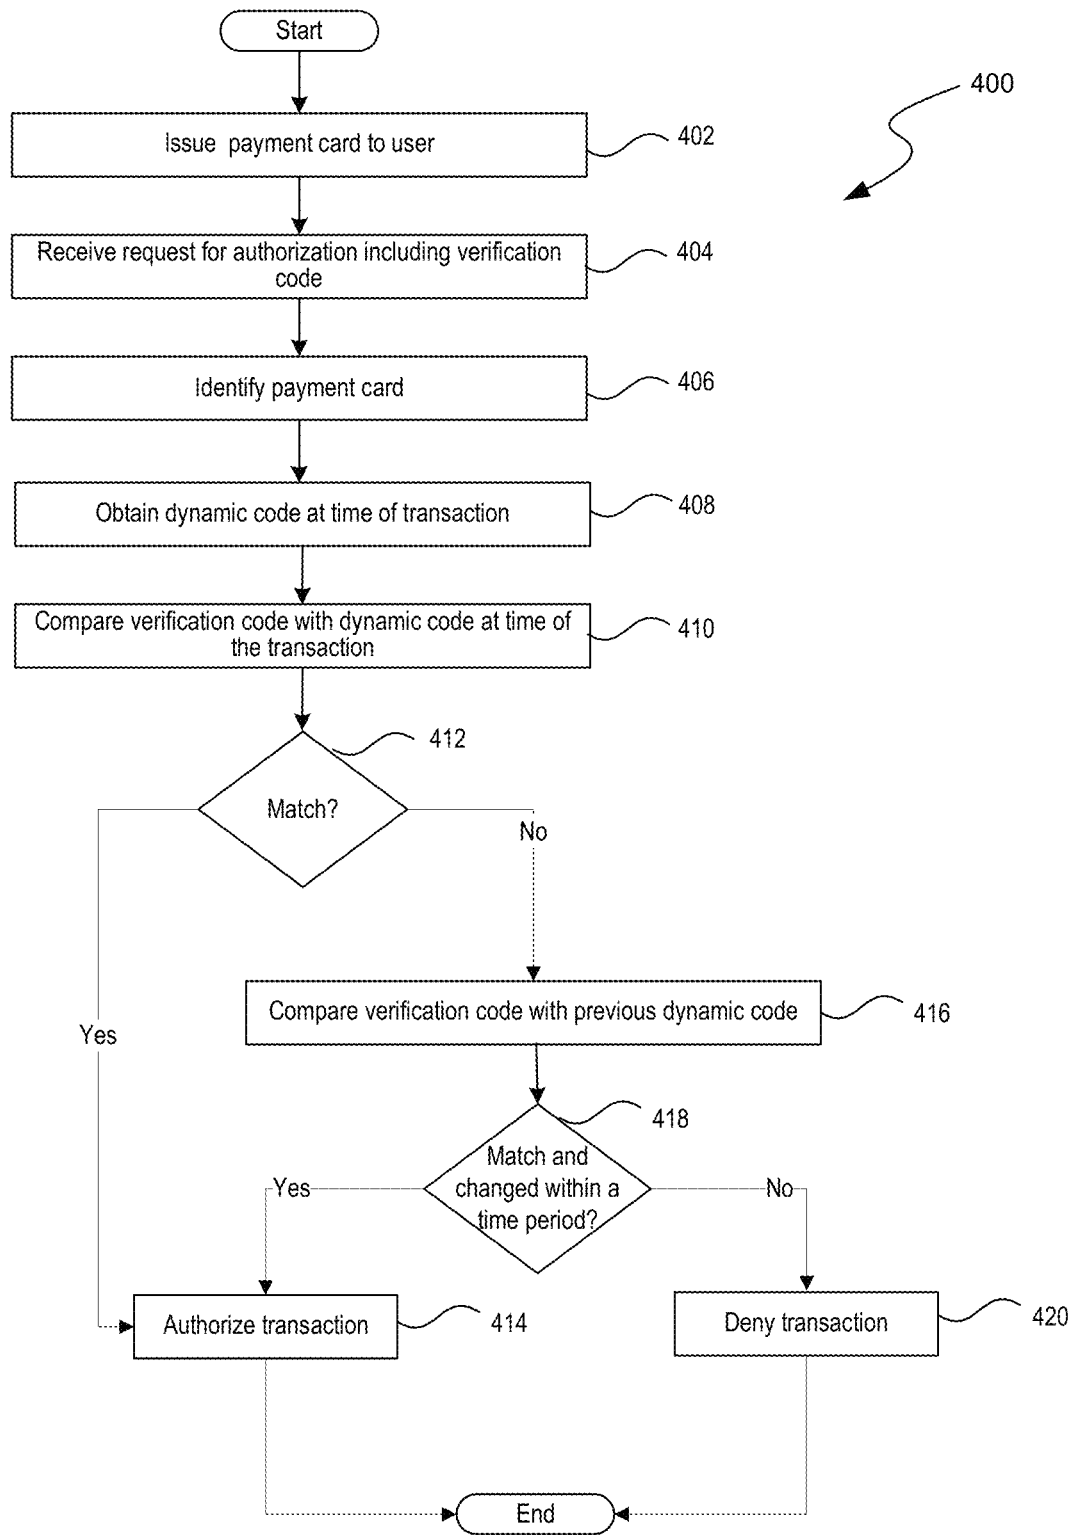 Start
400
Issue payment card to user
402
Receive request for authorization including verification
code
404
Identify payment card
406
Obtain dynamic code at time of transaction
408
Compare verification code with dynamic code at time of
the transaction
410
412
Match?
No
Compare verification code with previous dynamic code
416
Yes
418
Match and
changed within a
time period?
Yes
No
Authorize transaction
414
Deny transaction
420
End